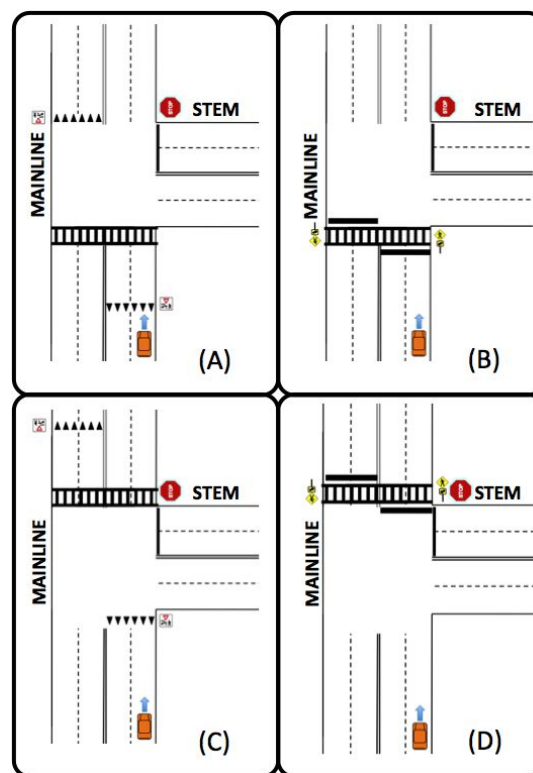 STOP STEM
MAINLINE
(A)
STOP STEM
MAINLINE
(B)
STOP STEM
MAINLINE
(C)
STOP STEM
MAINLINE
(D)